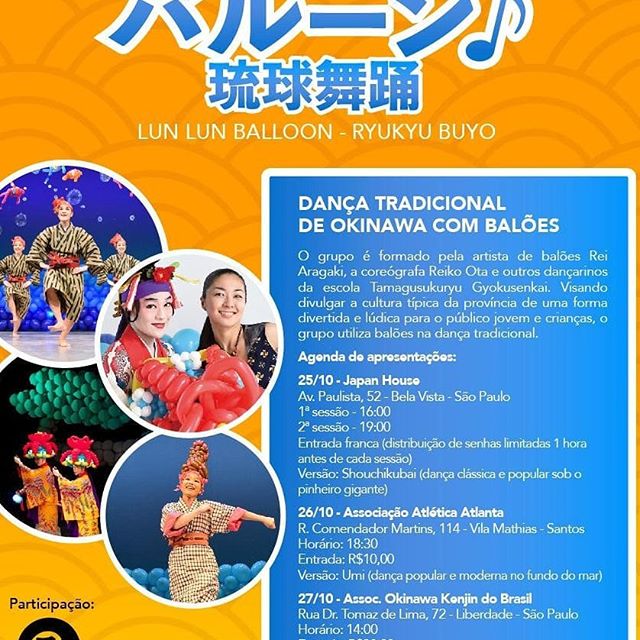 バルーン♪
琉球舞踊
LUN LUN BALLOON - RYUKYU BUYO
DANÇA TRADICIONAL
DE OKINAWA COM BALÕES
O grupo é formado pela artista de balões Rei
Aragaki, a coreógrafa Reiko Ota e outros dançarinos
da escola Tamagusukuryu Gyokusenkai. Visando
divulgar a cultura típica da província de uma forma
divertida e lúdica para o público jovem e crianças, o
grupo utiliza balões na dança tradicional.
Agenda de apresentações:
25/10 - Japan House
Av. Paulista, 52 - Bela Vista - São Paulo
1ª sessão - 16:00
2ª sessão - 19:00
Entrada franca (distribuição de senhas limitadas 1 hora
antes de cada sessão)
Versão: Shouchikubai (dança clássica e popular sob o
pinheiro gigante)
26/10 - Associação Atlética Atlanta
R. Comendador Martins, 114 - Vila Mathias - Santos
Horário: 18:30
Entrada: R$10,00
Versão: Umi (dança popular e moderna no fundo do mar)
27/10 - Assoc. Okinawa Kenjin do Brasil
Rua Dr. Tomaz de Lima, 72 - Liberdade - São Paulo
Horário: 14:00
Participação: